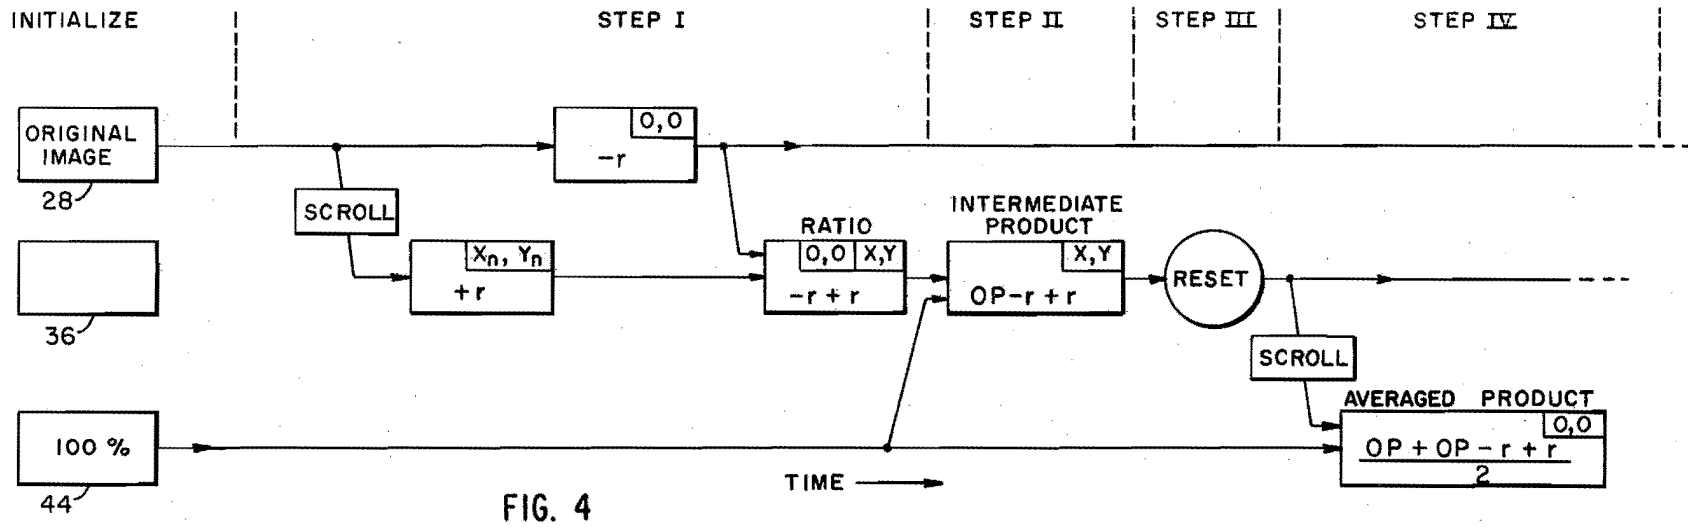 INITIALIZE
STEP I
STEP II
STEP III
STEP IV
ORIGINAL
IMAGE
28
0,0
-r
SCROLL
Xn, Yn
+r
RATIO
0,0 X,Y
-r+r
INTERMEDIATE
PRODUCT
X,Y
OP-r+r
RESET
36
SCROLL
AVERAGED PRODUCT
0,0
OP+OP-r+r
2
100 %
44
TIME
FIG. 4